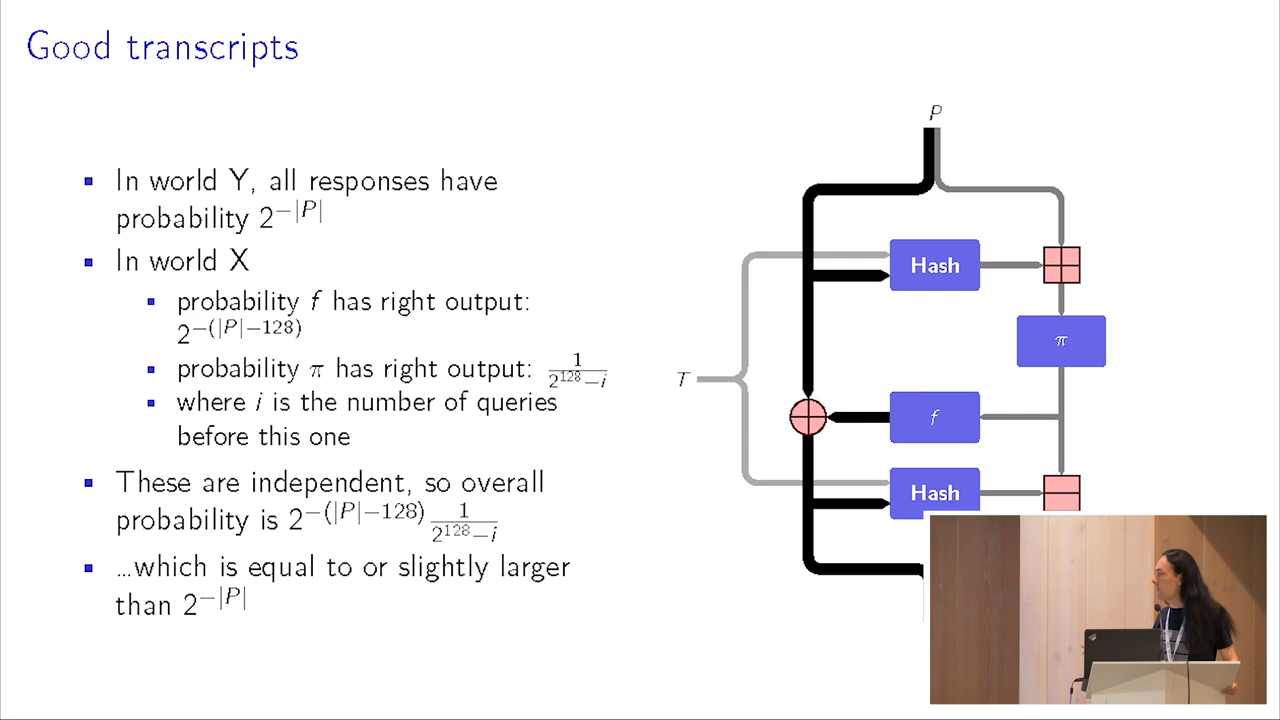 Good transcripts
In world Y, all responses have
probability 2^{−|P|}
In world X
probability f has right output:
2^{−(|P|−128)}
probability π has right output: 1/(2^{128}−i)
where i is the number of queries
before this one
These are independent, so overall
probability is 2^{−(|P|−128)} 1/(2^{128}−i)
...which is equal to or slightly larger
than 2^{−|P|}
P
Hash
π
T
f
Hash